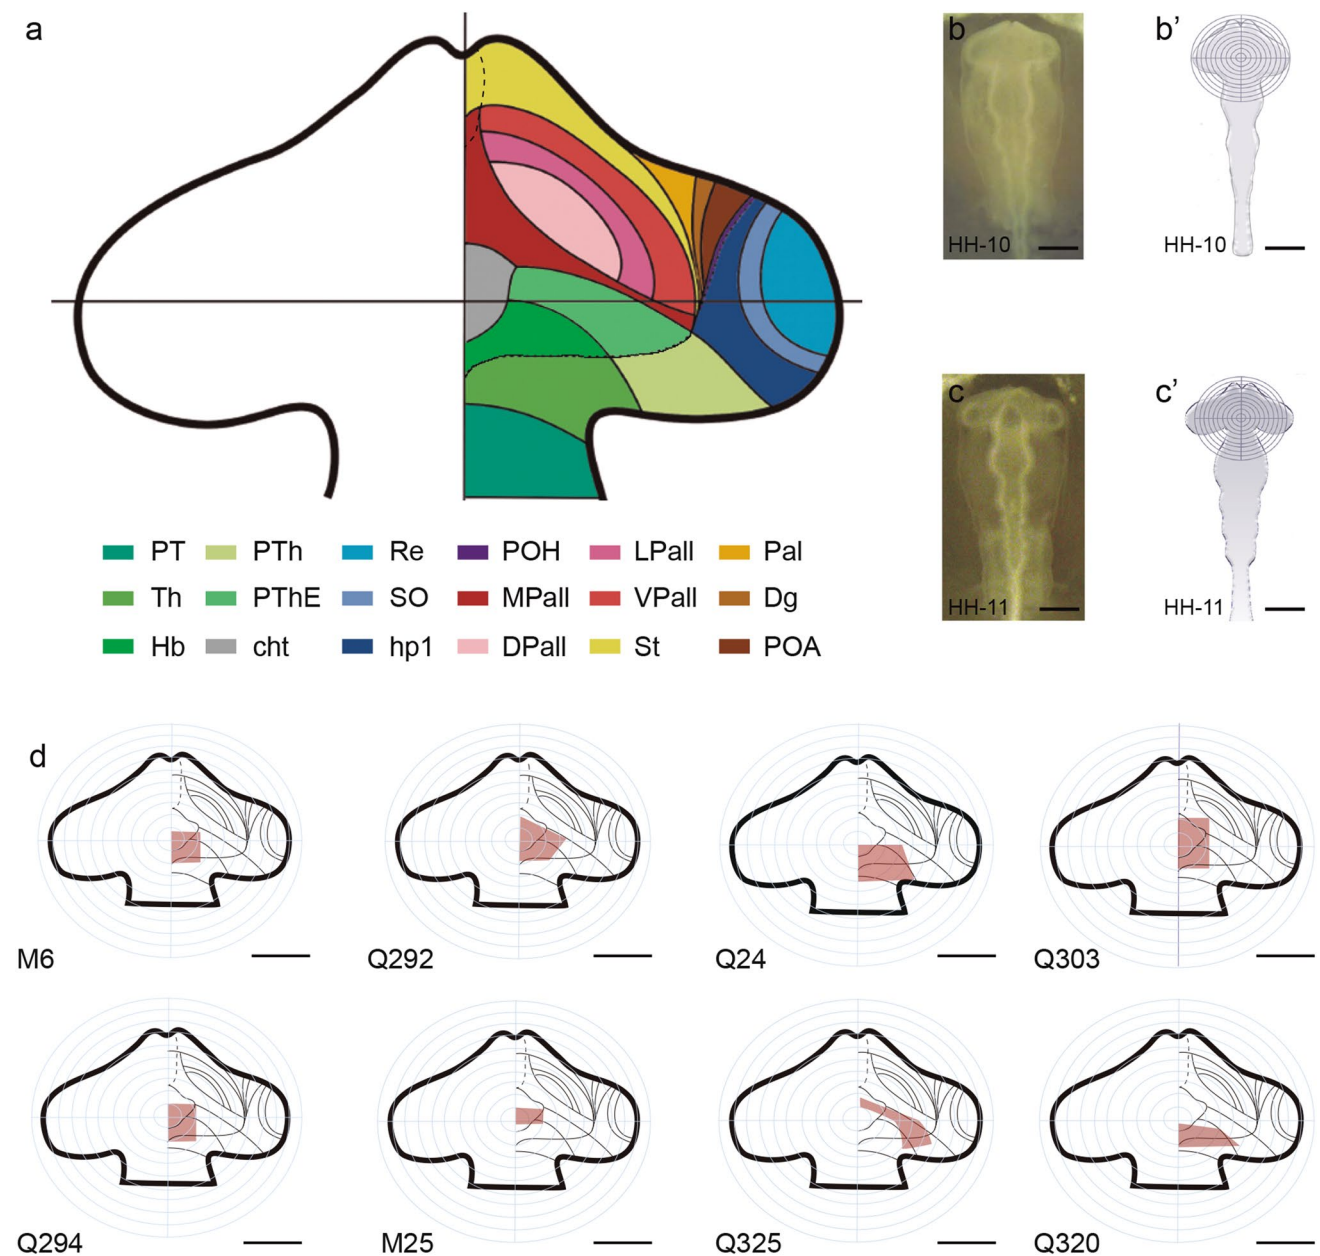 a
b
b’
HH-10
HH-10
c
c’
HH-11
HH-11
PT PTh Re POH LPall Pal
Th PThE SO MPall VPall Dg
Hb cht hp1 DPall St POA
d
M6 Q292 Q24 Q303
Q294 M25 Q325 Q320